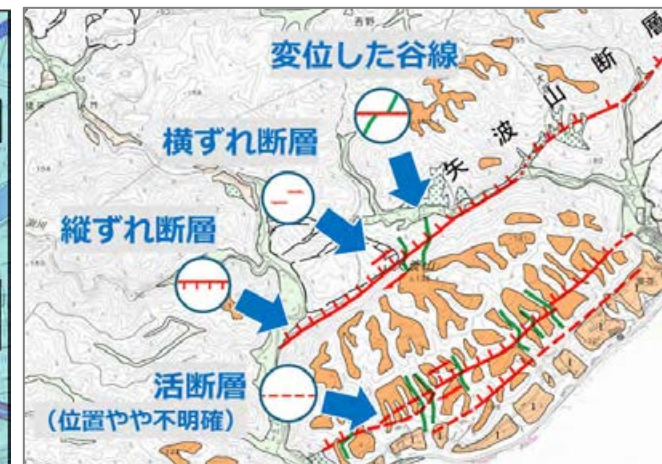 変位した谷線
横ずれ断層
縦ずれ断層
活断層
（位置やや不明確）
矢波山断層